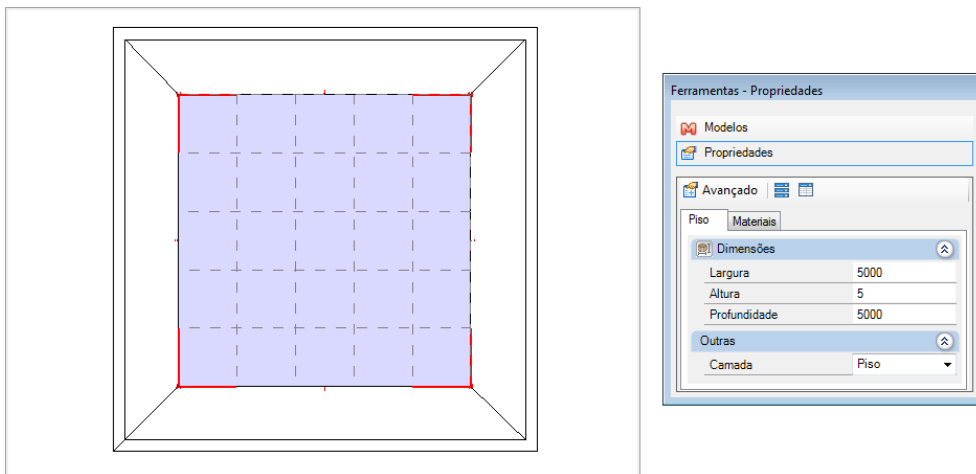 Ferramentas - Propriedades
Modelos
Propriedades
Avançado
Piso Materiais
Dimensões
Largura 5000
Altura 5
Profundidade 5000
Outras
Camada Piso